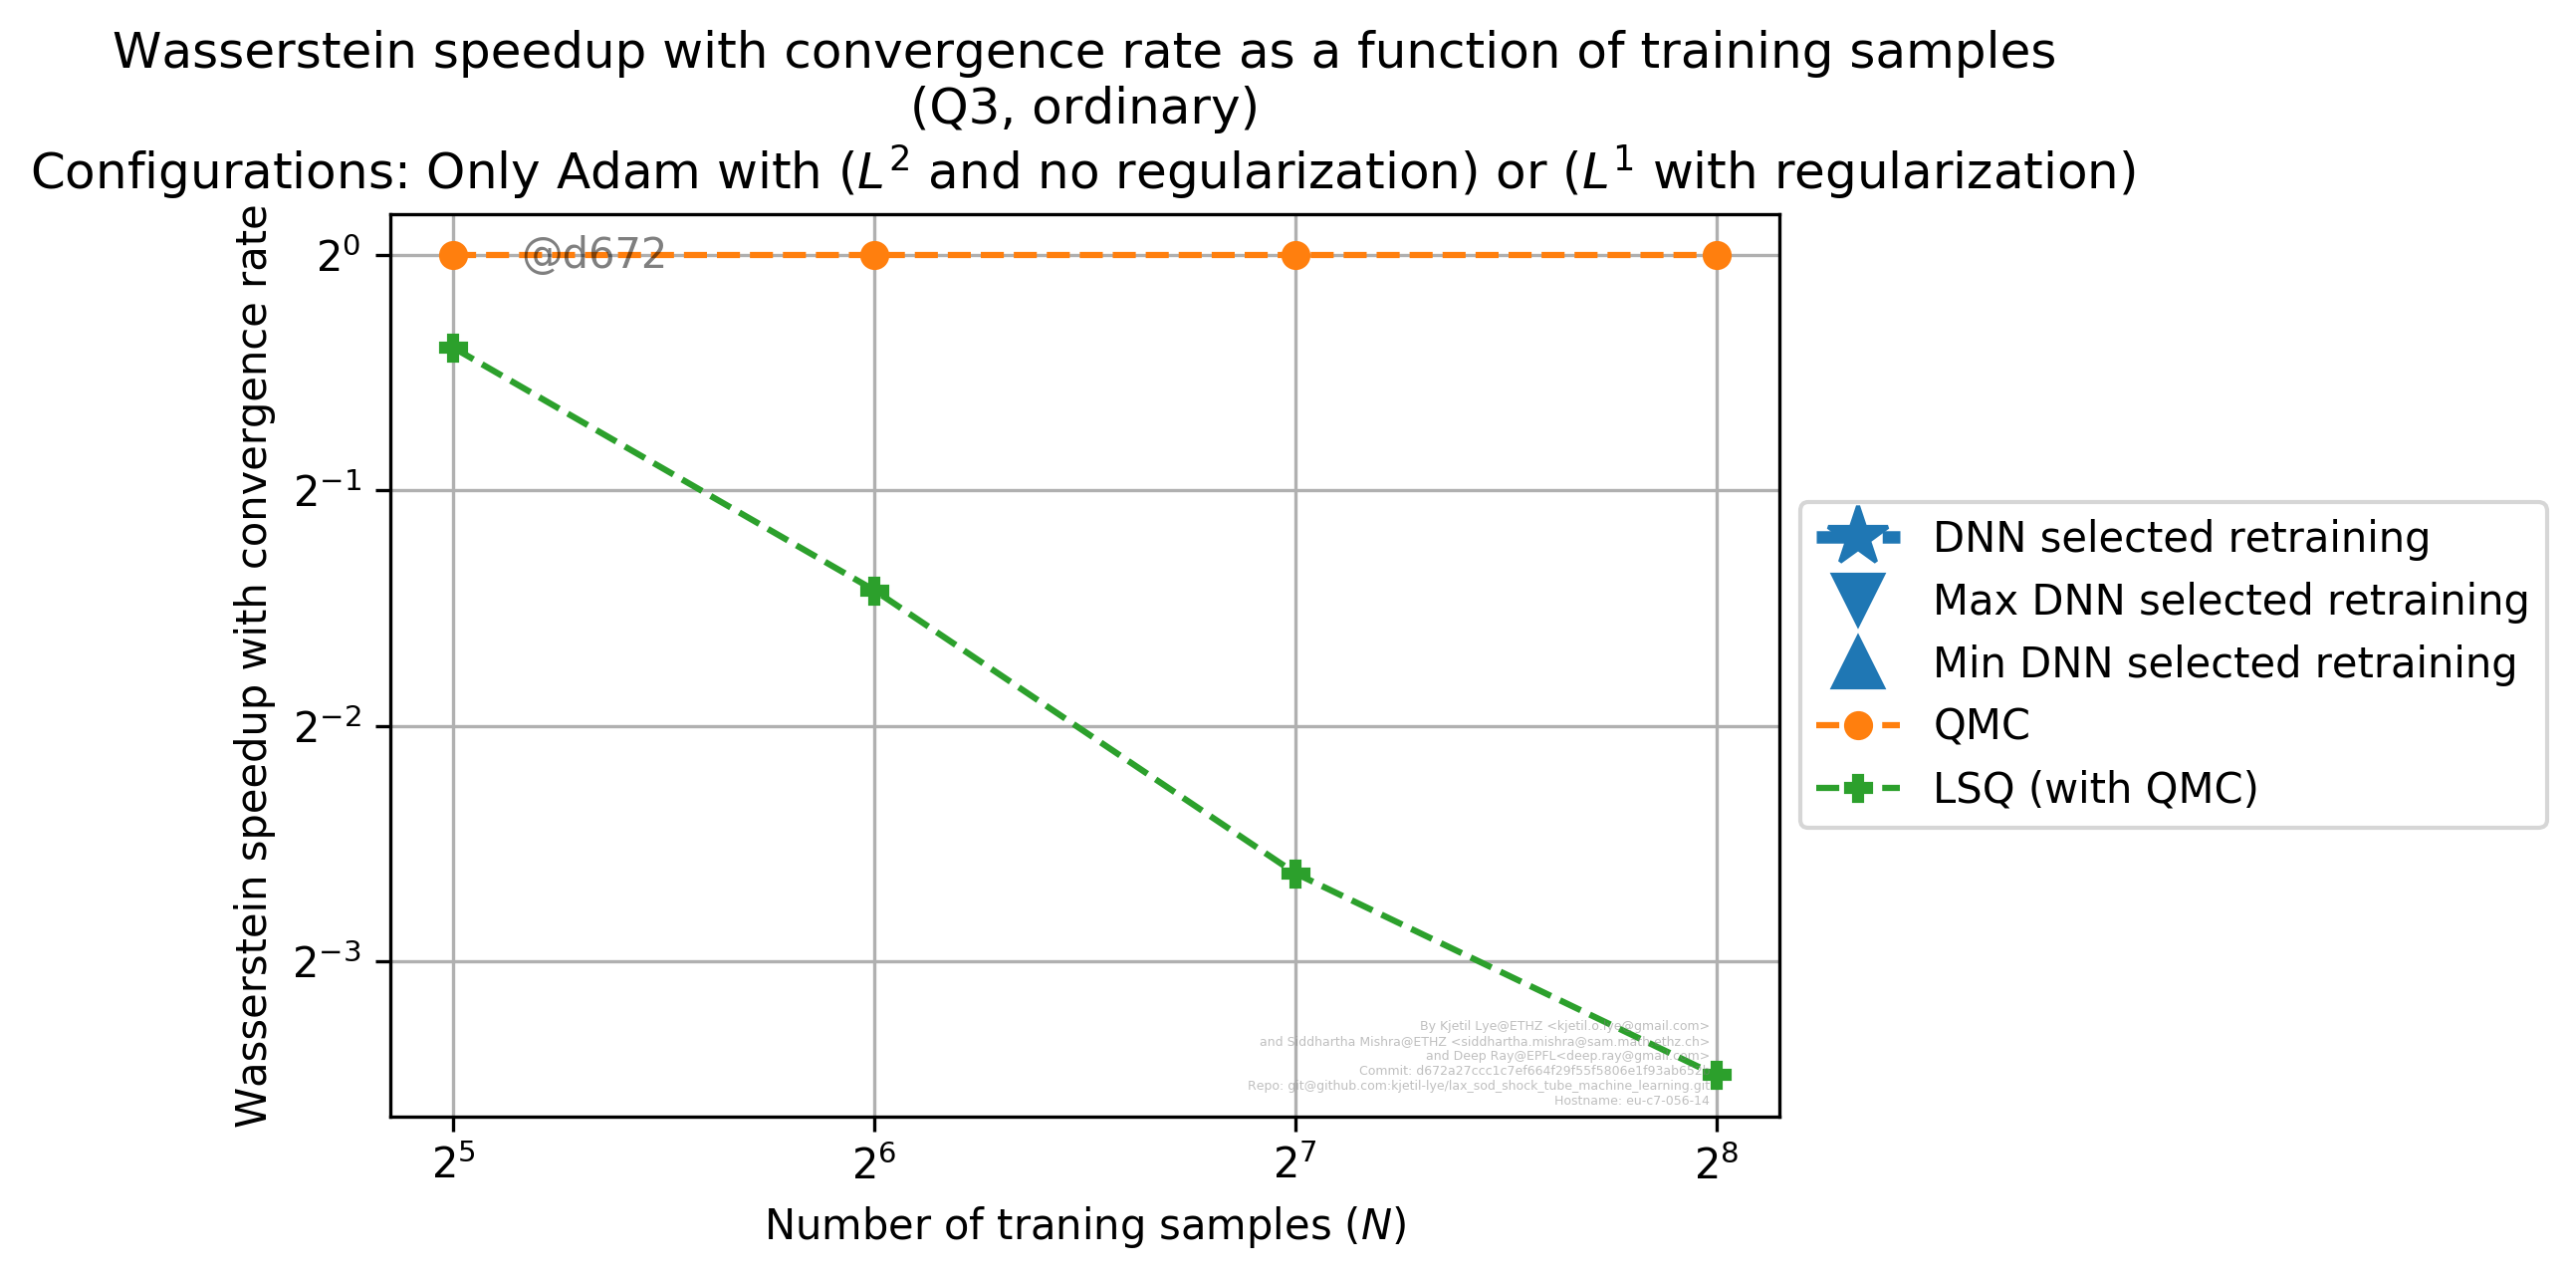 Wasserstein speedup with convergence rate as a function of training samples
(Q3, ordinary)
Configurations: Only Adam with (L² and no regularization) or (L¹ with regularization)
Wasserstein speedup with convergence rate
2⁰
2⁻¹
2⁻²
2⁻³
@d672
By Kjetil Lye@ETHZ <kjetil.o.lye@gmail.com>
and Siddhartha Mishra@ETHZ <siddhartha.mishra@sam.math.ethz.ch>
and Deep Ray@EPFL<deep.ray@gmail.com>
Commit:
Repo: git@github.com:kjetil-lye/lax_sod_shock_tube_machine_learning.git
Hostname: eu-c7-056-14
2⁵ 2⁶ 2⁷ 2⁸
Number of traning samples (N)
DNN selected retraining
Max DNN selected retraining
Min DNN selected retraining
QMC
LSQ (with QMC)